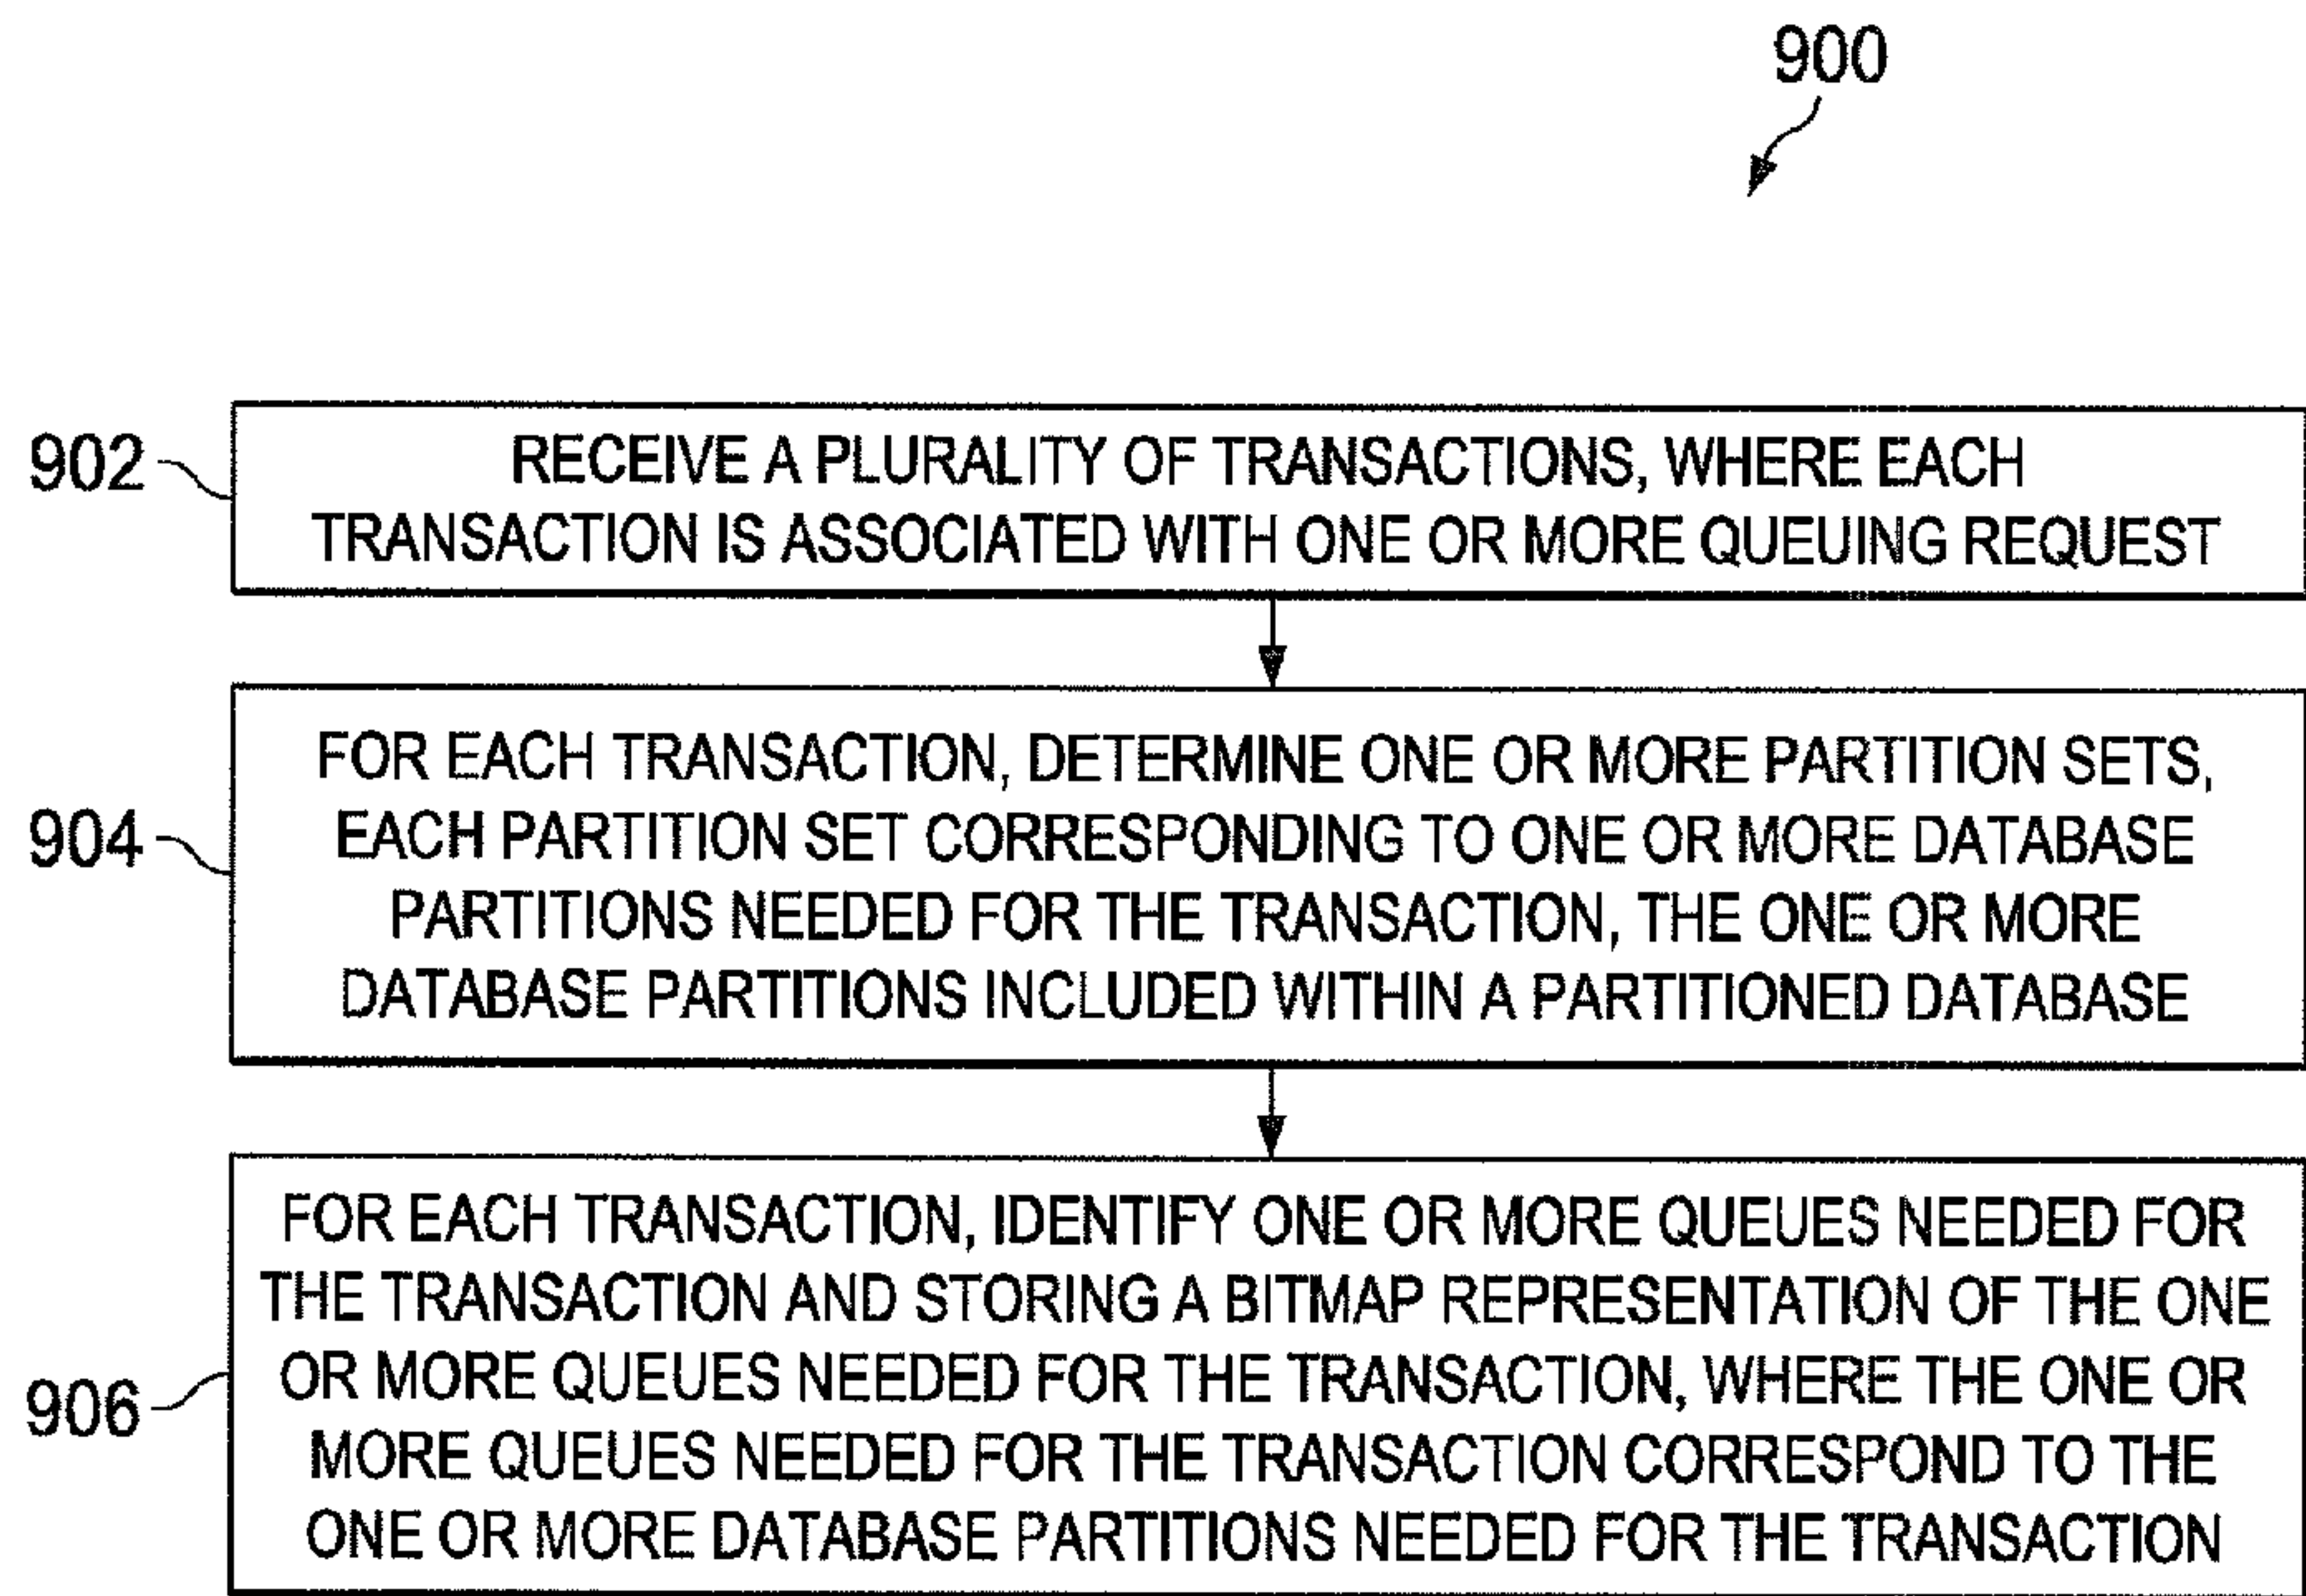 900
902
RECEIVE A PLURALITY OF TRANSACTIONS, WHERE EACH
TRANSACTION IS ASSOCIATED WITH ONE OR MORE QUEUING REQUEST
904
FOR EACH TRANSACTION, DETERMINE ONE OR MORE PARTITION SETS,
EACH PARTITION SET CORRESPONDING TO ONE OR MORE DATABASE
PARTITIONS NEEDED FOR THE TRANSACTION, THE ONE OR MORE
DATABASE PARTITIONS INCLUDED WITHIN A PARTITIONED DATABASE
906
FOR EACH TRANSACTION, IDENTIFY ONE OR MORE QUEUES NEEDED FOR
THE TRANSACTION AND STORING A BITMAP REPRESENTATION OF THE ONE
OR MORE QUEUES NEEDED FOR THE TRANSACTION, WHERE THE ONE OR
MORE QUEUES NEEDED FOR THE TRANSACTION CORRESPOND TO THE
ONE OR MORE DATABASE PARTITIONS NEEDED FOR THE TRANSACTION